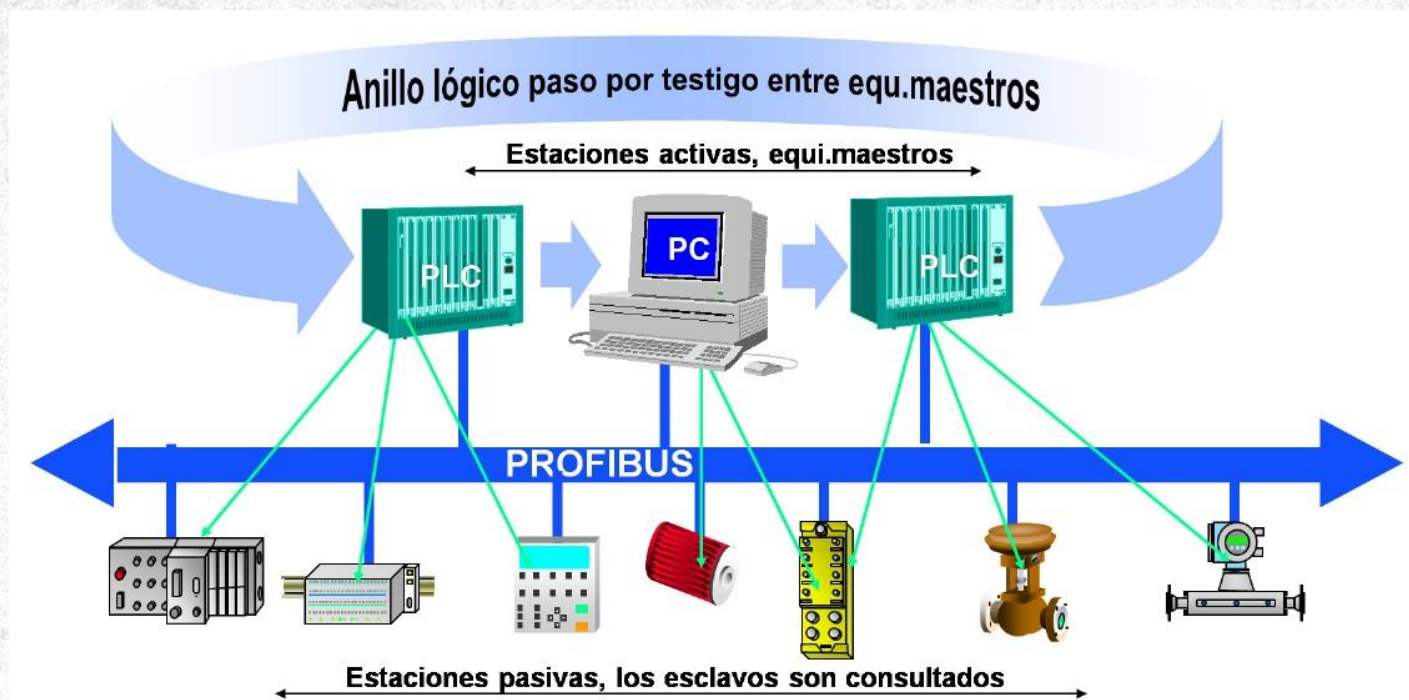 Anillo lógico paso por testigo entre equ.maestros
Estaciones activas, equi.maestros
PLC
PC
PLC
PROFIBUS
Estaciones pasivas, los esclavos son consultados